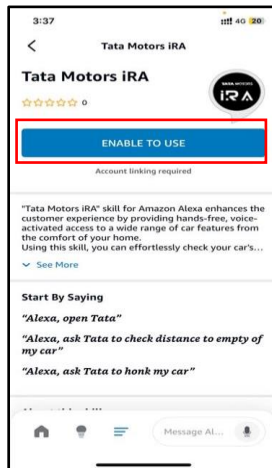 3:37
4G 20
Tata Motors iRA
Tata Motors iRA
0
TATA MOTORS
iRA
ENABLE TO USE
Account linking required
"Tata Motors iRA" skill for Amazon Alexa enhances the
customer experience by providing hands-free, voice-
activated access to a wide range of car features from
the comfort of your home.
Using this skill, you can effortlessly check your car's...
See More
Start By Saying
"Alexa, open Tata"
"Alexa, ask Tata to check distance to empty of
my car"
"Alexa, ask Tata to honk my car"
Message Al...